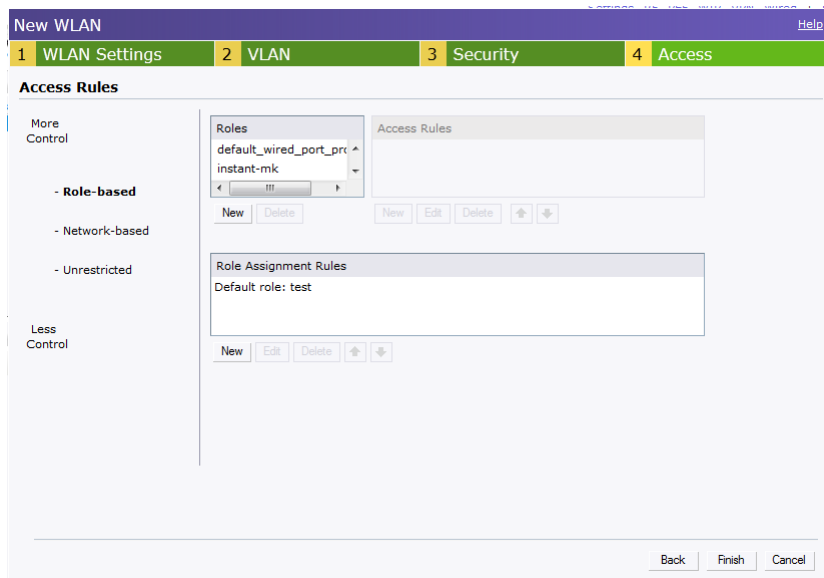 New WLAN
Help
1 WLAN Settings
2 VLAN
3 Security
4 Access
Access Rules
More
Control
- Role-based
- Network-based
- Unrestricted
Less
Control
Roles
default_wired_port_pro
instant-mk
New Delete
Access Rules
New Edit Delete
Role Assignment Rules
Default role: test
New Edit Delete
Back Finish Cancel